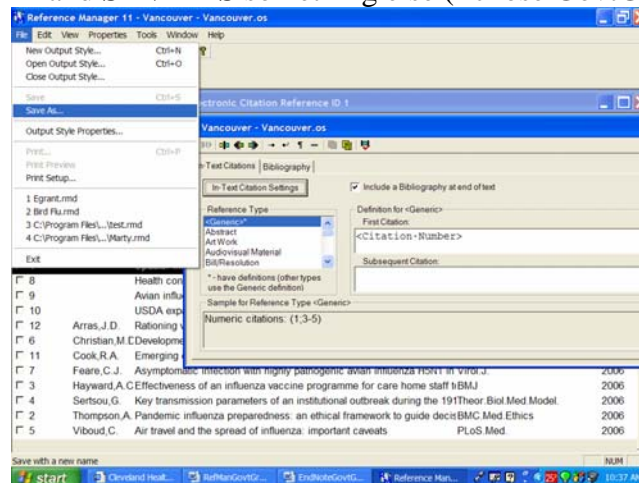 Reference Manager 11 - Vancouver - Vancouver.os
File Edit View Properties Tools Window Help
New Output Style... Ctrl+N
Open Output Style... Ctrl+O
Close Output Style...
Save Ctrl+S
Save As...
Output Style Properties...
Print... Ctrl+P
Print Preview
Print Setup...
1 Egrant.rmd
2 Bird Flu.rmd
3 C:\Program Files\...\test.rmd
4 C:\Program Files\...\Marty.rmd
Exit
ectronic Citation Reference ID 1
Vancouver - Vancouver.os
n-Text Citations Bibliography
In-Text Citation Settings
Include a Bibliography at end of text
Reference Type
<Generic>*
Abstract
Art Work
Audiovisual Material
Bill/Resolution
*- have definitions (other types
use the Generic definition)
Definition for <Generic>
First Citation:
<Citation·Number>
Subsequent Citation:
Sample for Reference Type <Generic>
Numeric citations: (1;3-5)
8 Health con
9 Avian influ
10 USDA exp
12 Arras,J.D. Rationing v
6 Christian,M.D Developme
11 Cook,R.A. Emerging
7 Feare,C.J. Asymptomatic infection with highly pathogenic avian influenza H5N1 in Virol.J. 2006
3 Hayward,A.C Effectiveness of an influenza vaccine programme for care home staff t BMJ 2006
4 Sertsou,G. Key transmission parameters of an institutional outbreak during the 191 Theor.Biol.Med.Model. 2006
2 Thompson,A. Pandemic influenza preparedness: an ethical framework to guide decis BMC.Med.Ethics 2006
5 Viboud,C. Air travel and the spread of influenza: important caveats PLoS.Med. 2006
Save with a new name NUM
start Cleveland Healt... RefManGovtGr... EndNoteGovtG... Reference Man... 10:37 AM